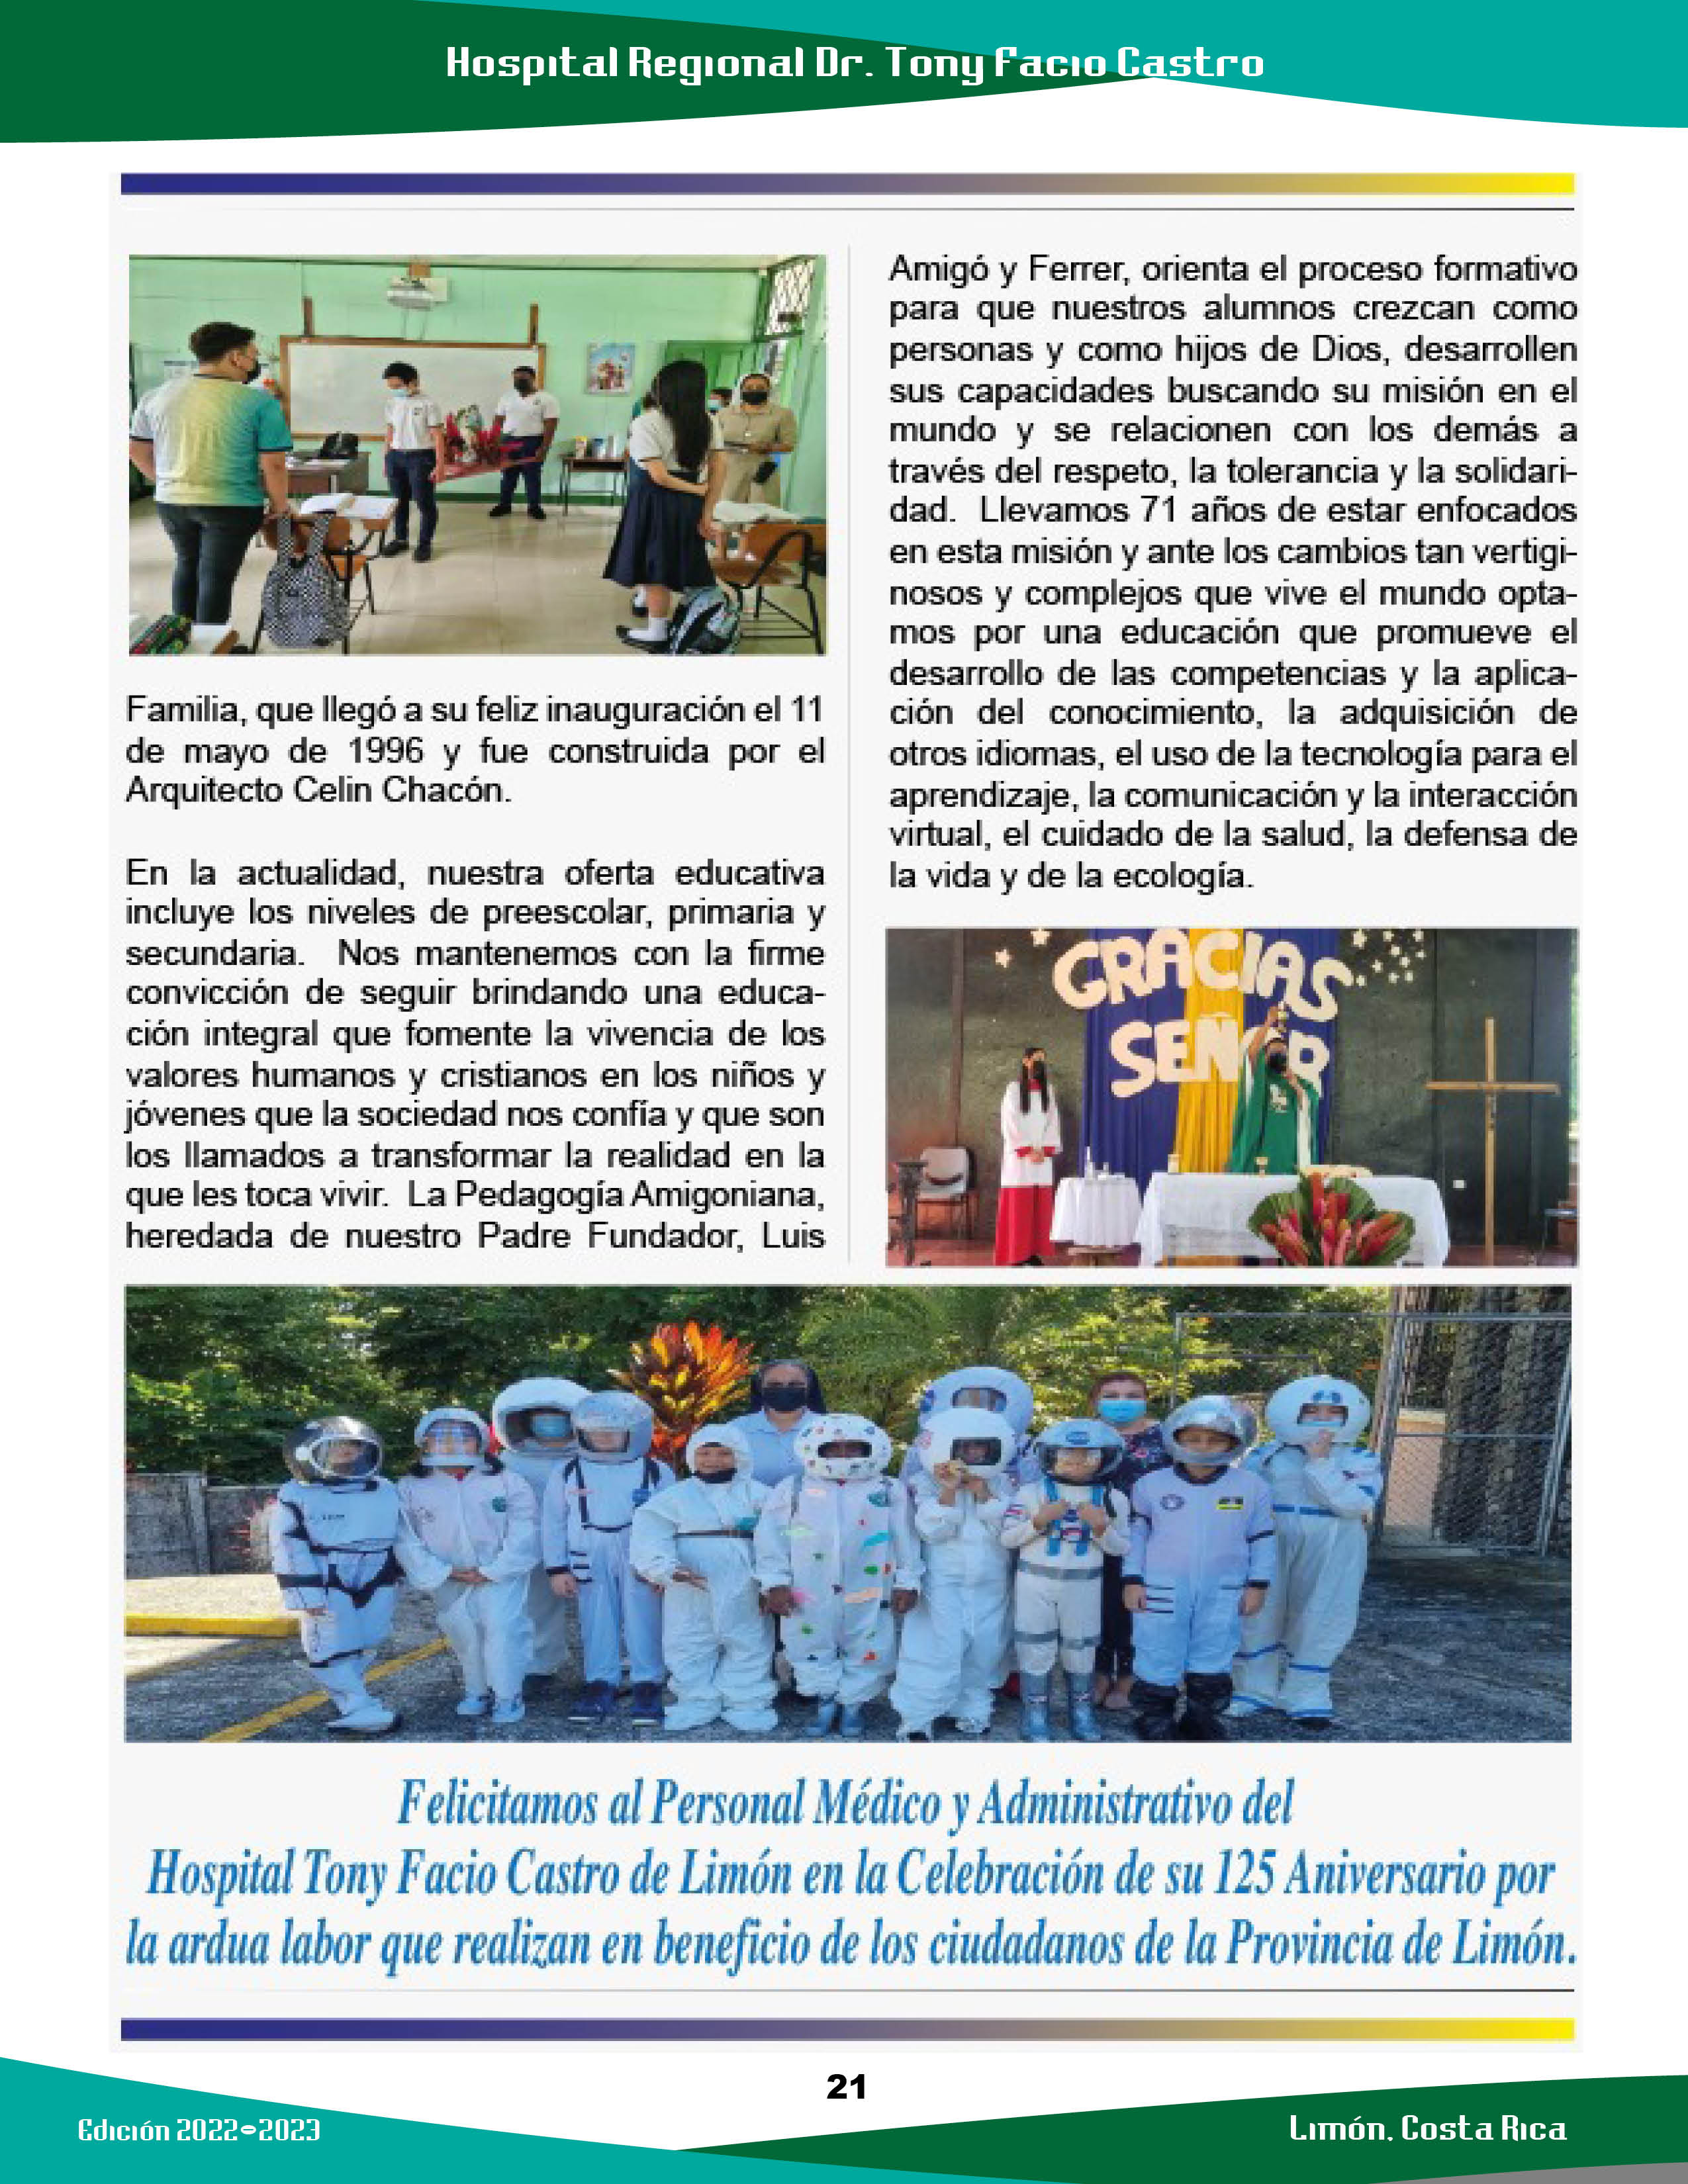 Hospital Regional Dr. Tony Facio Castro
Familia, que llegó a su feliz inauguración el 11
de mayo de 1996 y fue construida por el
Arquitecto Celin Chacón.
En la actualidad, nuestra oferta educativa
incluye los niveles de preescolar, primaria y
secundaria. Nos mantenemos con la firme
convicción de seguir brindando una educa-
ción integral que fomente la vivencia de los
valores humanos y cristianos en los niños y
jóvenes que la sociedad nos confía y que son
los llamados a transformar la realidad en la
que les toca vivir. La Pedagogía Amigoniana,
heredada de nuestro Padre Fundador, Luis
Amigó y Ferrer, orienta el proceso formativo
para que nuestros alumnos crezcan como
personas y como hijos de Dios, desarrollen
sus capacidades buscando su misión en el
mundo y se relacionen con los demás a
través del respeto, la tolerancia y la solidari-
dad. Llevamos 71 años de estar enfocados
en esta misión y ante los cambios tan vertigi-
nosos y complejos que vive el mundo opta-
mos por una educación que promueve el
desarrollo de las competencias y la aplica-
ción del conocimiento, la adquisición de
otros idiomas, el uso de la tecnología para el
aprendizaje, la comunicación y la interacción
virtual, el cuidado de la salud, la defensa de
la vida y de la ecología.
GRACIAS
SEÑOR
Felicitamos al Personal Médico y Administrativo del
Hospital Tony Facio Castro de Limón en la Celebración de su 125 Aniversario por
la ardua labor que realizan en beneficio de los ciudadanos de la Provincia de Limón.
21
Edición 2022-2023
Limón, Costa Rica